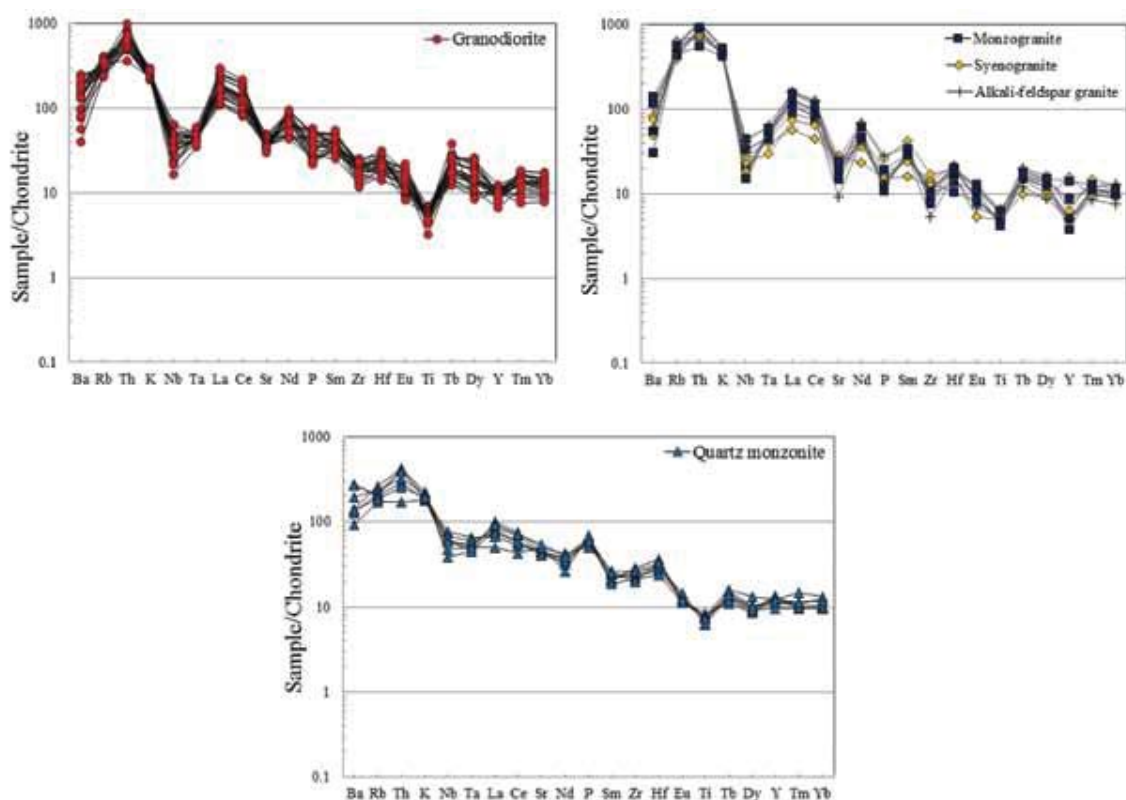 1000
100
10
1
0.1
Sample/Chondrite
Granodiorite
Ba Rb Th K Nb Ta La Ce Sr Nd P Sm Zr Hf Eu Ti Tb Dy Y Tm Yb
1000
100
10
1
0.1
Sample/Chondrite
Monzogranite
Syenogranite
Alkali-feldspar granite
Ba Rb Th K Nb Ta La Ce Sr Nd P Sm Zr Hf Eu Ti Tb Dy Y Tm Yb
1000
100
10
1
0.1
Sample/Chondrite
Quartz monzonite
Ba Rb Th K Nb Ta La Ce Sr Nd P Sm Zr Hf Eu Ti Tb Dy Y Tm Yb